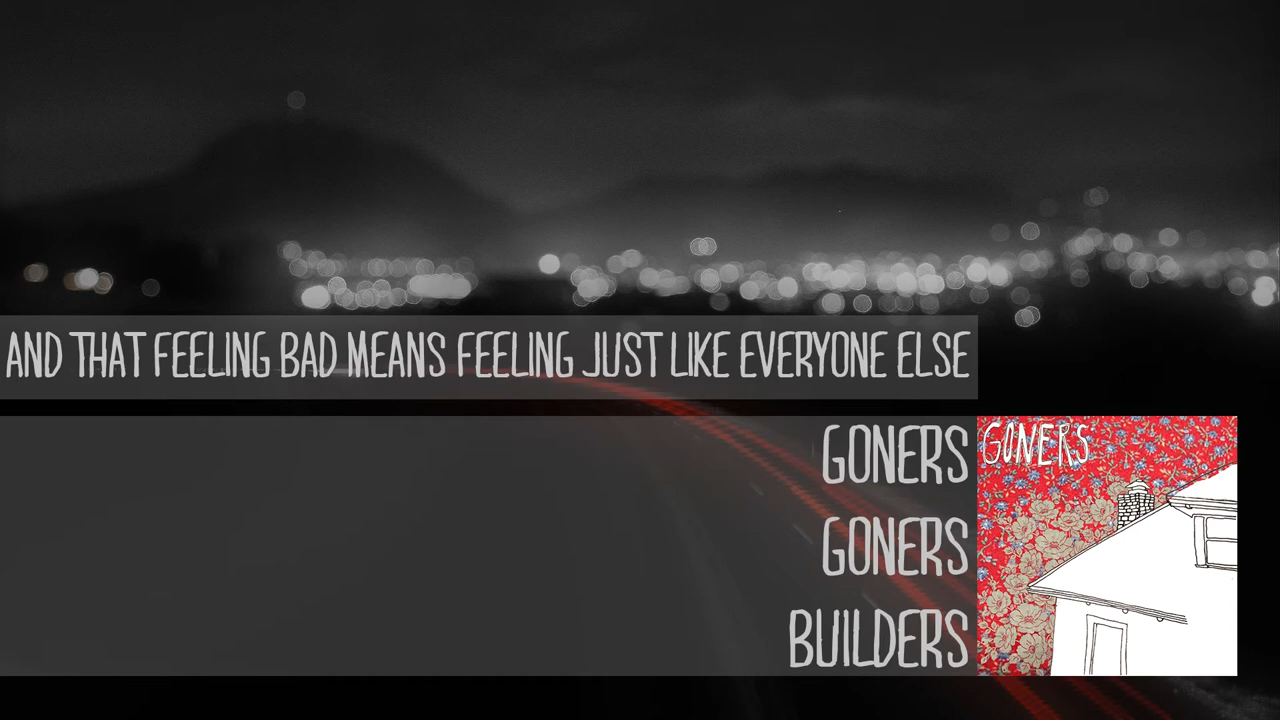 AND THAT FEELING BAD MEANS FEELING JUST LIKE EVERYONE ELSE
GONERS
GONERS
GONERS
BUILDERS